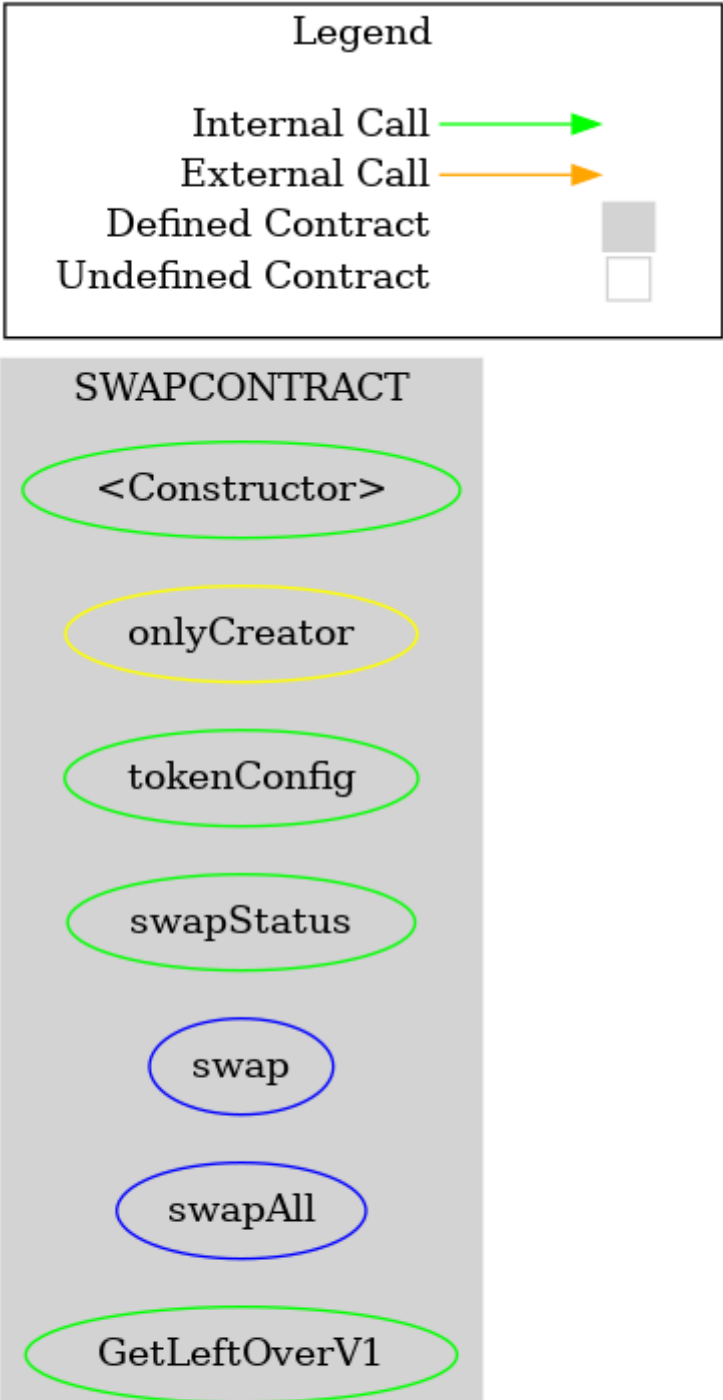 Legend
Internal Call
External Call
Defined Contract
Undefined Contract
SWAPCONTRACT
<Constructor>
onlyCreator
tokenConfig
swapStatus
swap
swapAll
GetLeftOverV1